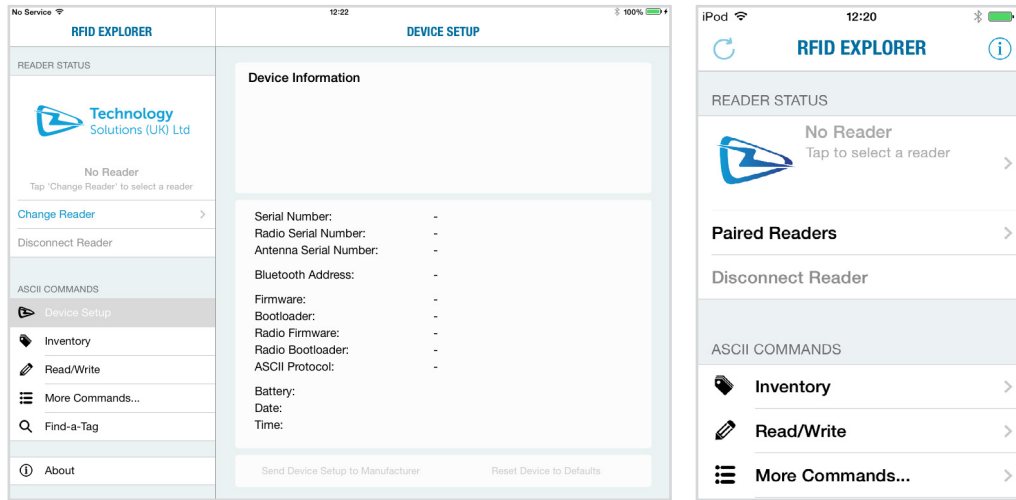 No Service 12:22 100%
RFID EXPLORER
DEVICE SETUP
READER STATUS
Technology
Solutions (UK) Ltd
No Reader
Tap 'Change Reader' to select a reader
Change Reader
Disconnect Reader
ASCII COMMANDS
Device Setup
Inventory
Read/Write
More Commands...
Find-a-Tag
About
Device Information
Serial Number: -
Radio Serial Number: -
Antenna Serial Number: -
Bluetooth Address: -
Firmware: -
Bootloader: -
Radio Firmware: -
Radio Bootloader: -
ASCII Protocol: -
Battery:
Date:
Time:
Send Device Setup to Manufacturer Reset Device to Defaults
iPod 12:20
RFID EXPLORER
READER STATUS
No Reader
Tap to select a reader
Paired Readers
Disconnect Reader
ASCII COMMANDS
Inventory
Read/Write
More Commands...